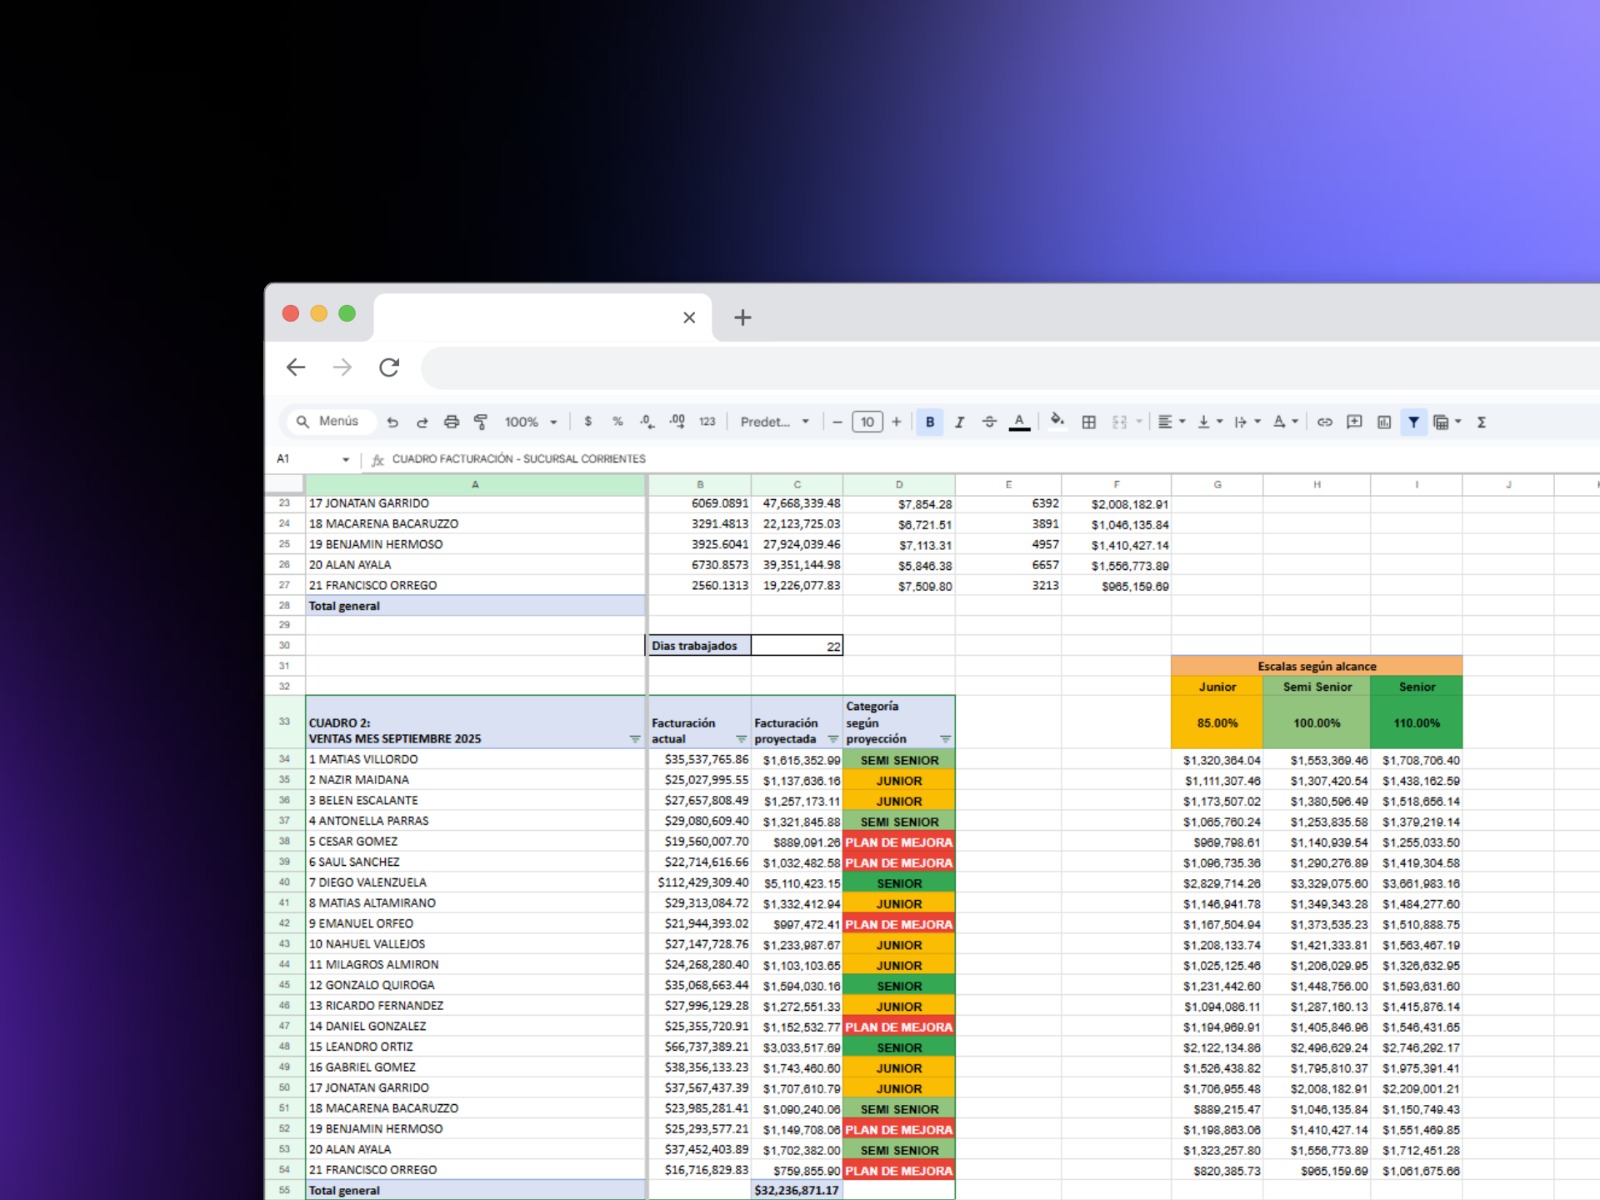 Menús 100% $ % .0 .00 123 Predet... − 10 + B I A Σ
A1 fx CUADRO FACTURACIÓN - SUCURSAL CORRIENTES
A B C D E F G H I J
23 17 JONATAN GARRIDO 6069.0891 47,668,339.48 $7,854.28 6392 $2,008,182.91
24 18 MACARENA BACARUZZO 3291.4813 22,123,725.03 $6,721.51 3891 $1,046,135.84
25 19 BENJAMIN HERMOSO 3925.6041 27,924,039.46 $7,113.31 4957 $1,410,427.14
26 20 ALAN AYALA 6730.8573 39,351,144.98 $5,846.38 6657 $1,556,773.89
27 21 FRANCISCO ORREGO 2560.1313 19,226,077.83 $7,509.80 3213 $965,159.69
28 Total general
29
30 Dias trabajados 22
31 Escalas según alcance
32 Junior Semi Senior Senior
33 CUADRO 2:
VENTAS MES SEPTIEMBRE 2025
Facturación
actual
Facturación
proyectada
Categoría
según
proyección
85.00% 100.00% 110.00%
34 1 MATIAS VILLORDO $35,537,765.86 $1,615,352.99 SEMI SENIOR $1,320,364.04 $1,553,369.46 $1,708,706.40
35 2 NAZIR MAIDANA $25,027,995.55 $1,137,636.16 JUNIOR $1,111,307.46 $1,307,420.54 $1,438,162.59
36 3 BELEN ESCALANTE $27,657,808.49 $1,257,173.11 JUNIOR $1,173,507.02 $1,380,596.49 $1,518,656.14
37 4 ANTONELLA PARRAS $29,080,609.40 $1,321,845.88 SEMI SENIOR $1,065,760.24 $1,253,835.58 $1,379,219.14
38 5 CESAR GOMEZ $19,560,007.70 $889,091.26 PLAN DE MEJORA $969,798.61 $1,140,939.54 $1,255,033.50
39 6 SAUL SANCHEZ $22,714,616.66 $1,032,482.58 PLAN DE MEJORA $1,096,735.36 $1,290,276.89 $1,419,304.58
40 7 DIEGO VALENZUELA $112,429,309.40 $5,110,423.15 SENIOR $2,829,714.26 $3,329,075.60 $3,661,983.16
41 8 MATIAS ALTAMIRANO $29,313,084.72 $1,332,412.94 JUNIOR $1,146,941.78 $1,349,343.28 $1,484,277.60
42 9 EMANUEL ORFEO $21,944,393.02 $997,472.41 PLAN DE MEJORA $1,167,504.94 $1,373,535.23 $1,510,888.75
43 10 NAHUEL VALLEJOS $27,147,728.76 $1,233,987.67 JUNIOR $1,208,133.74 $1,421,333.81 $1,563,467.19
44 11 MILAGROS ALMIRON $24,268,280.40 $1,103,103.65 JUNIOR $1,025,125.46 $1,206,029.95 $1,326,632.95
45 12 GONZALO QUIROGA $35,068,663.44 $1,594,030.16 SENIOR $1,231,442.60 $1,448,756.00 $1,593,631.60
46 13 RICARDO FERNANDEZ $27,996,129.28 $1,272,551.33 JUNIOR $1,094,086.11 $1,287,160.13 $1,415,876.14
47 14 DANIEL GONZALEZ $25,355,720.91 $1,152,532.77 PLAN DE MEJORA $1,194,969.91 $1,405,846.96 $1,546,431.65
48 15 LEANDRO ORTIZ $66,737,389.21 $3,033,517.69 SENIOR $2,122,134.86 $2,496,629.24 $2,746,292.17
49 16 GABRIEL GOMEZ $38,356,133.23 $1,743,460.60 JUNIOR $1,526,438.82 $1,795,810.37 $1,975,391.41
50 17 JONATAN GARRIDO $37,567,437.39 $1,707,610.79 JUNIOR $1,706,955.48 $2,008,182.91 $2,209,001.21
51 18 MACARENA BACARUZZO $23,985,281.41 $1,090,240.06 SEMI SENIOR $889,215.47 $1,046,135.84 $1,150,749.43
52 19 BENJAMIN HERMOSO $25,293,577.21 $1,149,708.06 PLAN DE MEJORA $1,198,863.06 $1,410,427.14 $1,551,469.85
53 20 ALAN AYALA $37,452,403.89 $1,702,382.00 SEMI SENIOR $1,323,257.80 $1,556,773.89 $1,712,451.28
54 21 FRANCISCO ORREGO $16,716,829.83 $759,855.90 PLAN DE MEJORA $820,385.73 $965,159.69 $1,061,675.66
55 Total general $32,236,871.17